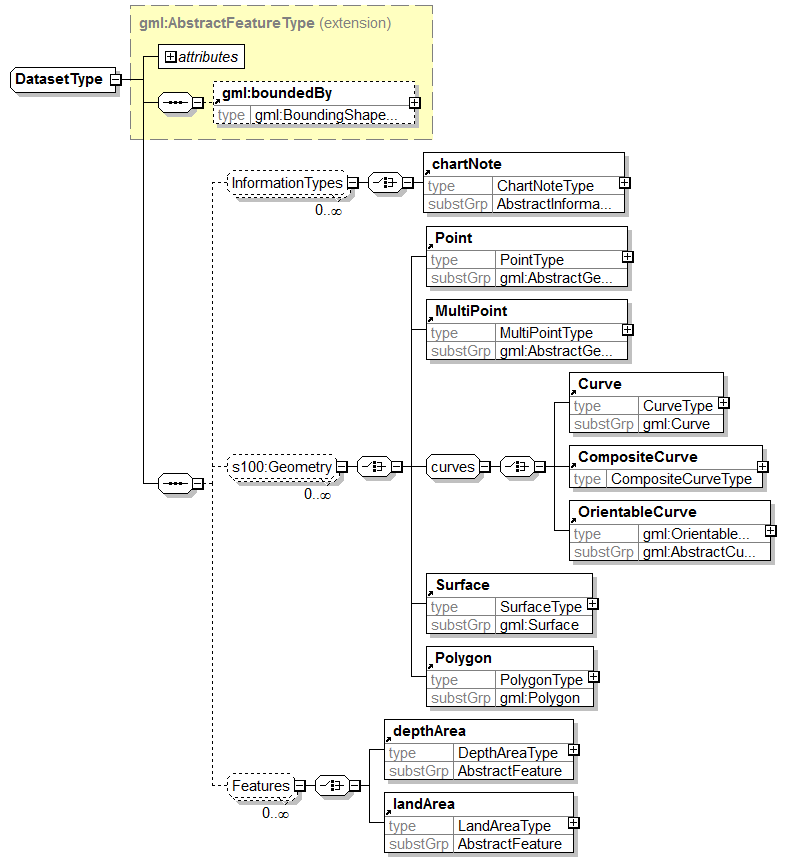 gml:AbstractFeatureType (extension)
attributes
DatasetType
gml:boundedBy
type gml:BoundingShape...
InformationTypes
0..∞
chartNote
type ChartNoteType
substGrp AbstractInforma...
Point
type PointType
substGrp gml:AbstractGe...
MultiPoint
type MultiPointType
substGrp gml:AbstractGe...
s100:Geometry
0..∞
curves
Curve
type CurveType
substGrp gml:Curve
CompositeCurve
type CompositeCurveType
OrientableCurve
type gml:Orientable...
substGrp gml:AbstractCu...
Surface
type SurfaceType
substGrp gml:Surface
Polygon
type PolygonType
substGrp gml:Polygon
Features
0..∞
depthArea
type DepthAreaType
substGrp AbstractFeature
landArea
type LandAreaType
substGrp AbstractFeature